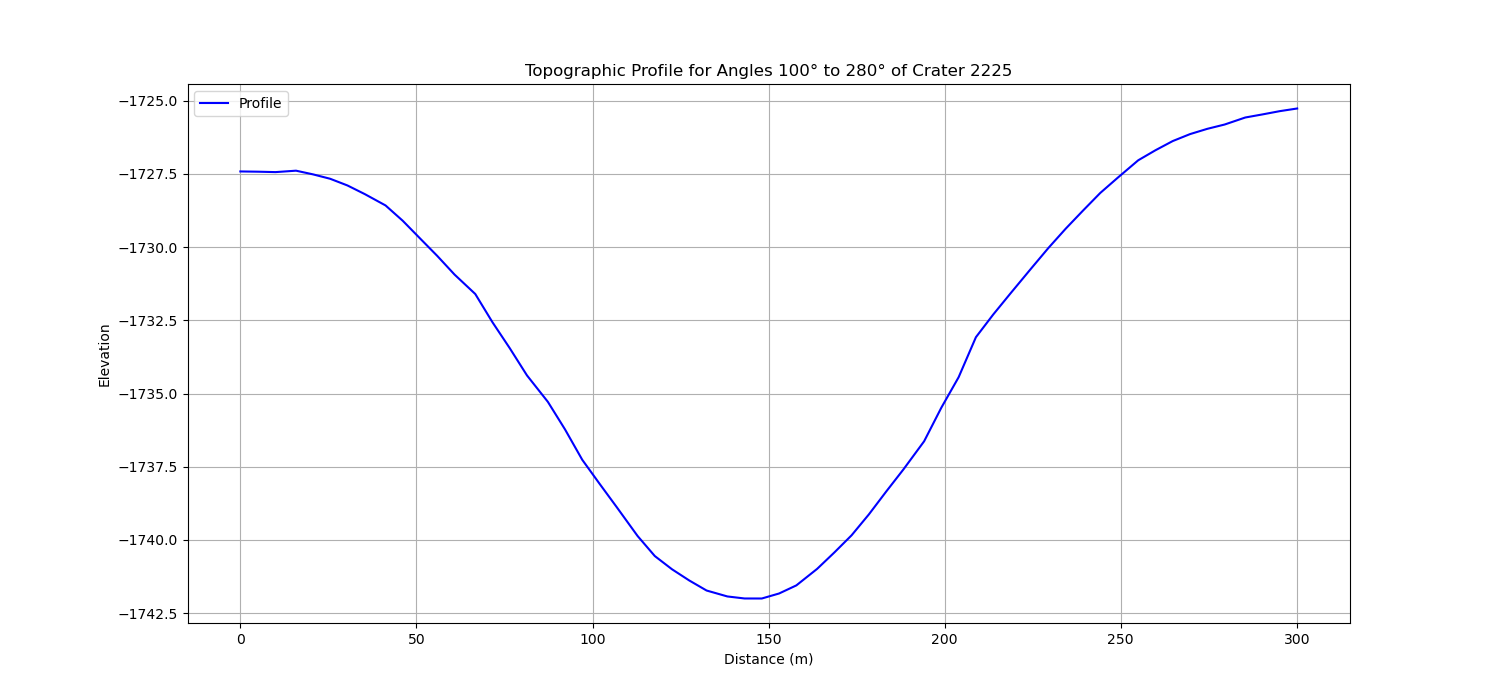 Topographic Profile for Angles 100° to 280° of Crater 2225
Profile
−1725.0
−1727.5
−1730.0
−1732.5
−1735.0
−1737.5
−1740.0
−1742.5
Elevation
0 50 100 150 200 250 300
Distance (m)